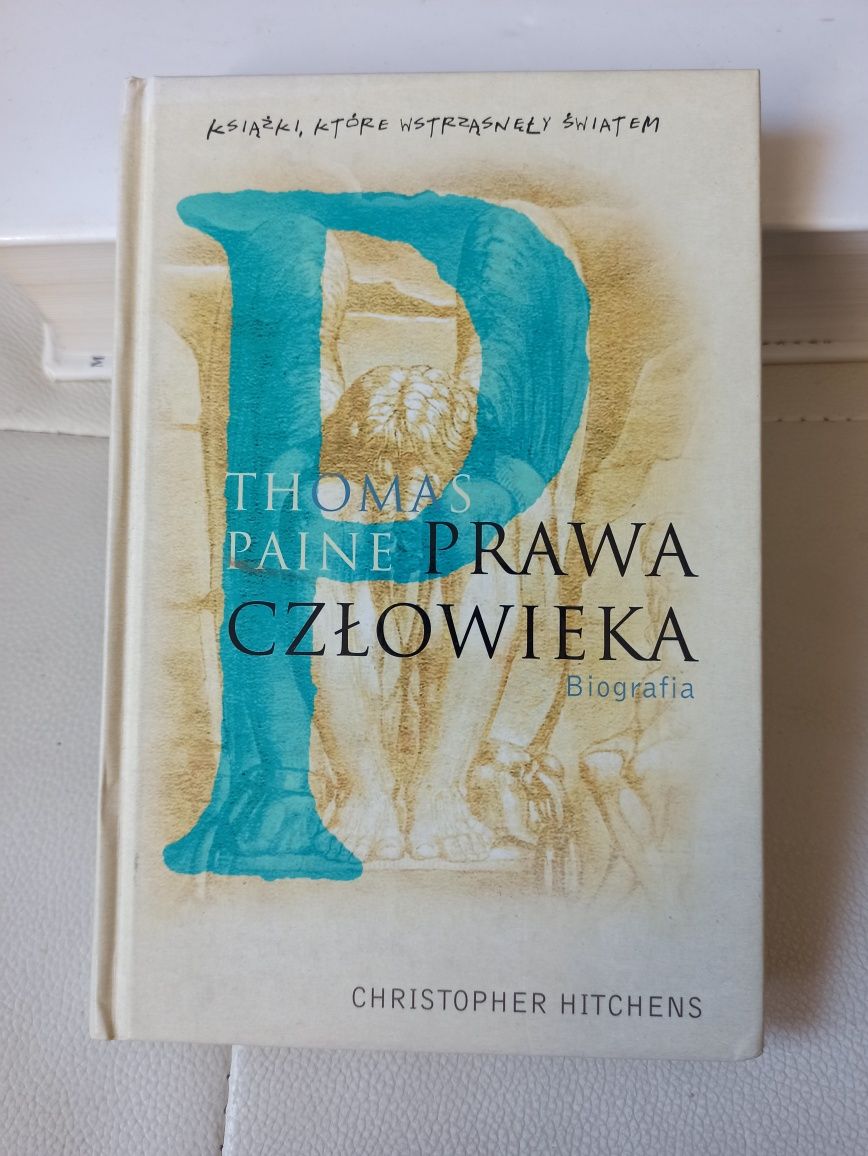 KSIĄŻKI, KTÓRE WSTRZĄSNĘŁY ŚWIATEM
THOMAS
PAINE PRAWA
CZŁOWIEKA
Biografia
CHRISTOPHER HITCHENS